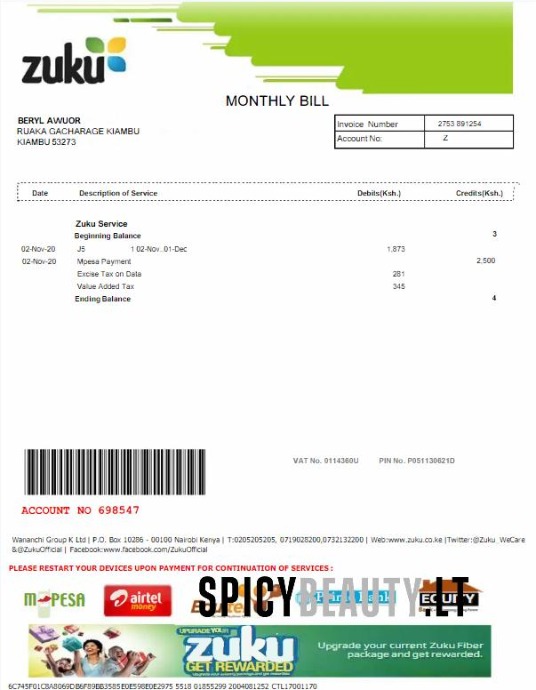 zuku
MONTHLY BILL
BERYL AWUOR
RUAKA GACHARAGE KIAMBU
KIAMBU 53273
Invoice Number 2753 891254
Account No: Z
Date Description of Service Debits(Ksh.) Credits(Ksh.)
Zuku Service
Beginning Balance 3
02-Nov-20 J5 1 02-Nov..01-Dec 1,873
02-Nov-20 Mpesa Payment 2,500
Excise Tax on Data 281
Value Added Tax 345
Ending Balance 4
VAT No. 0114360U PIN No. P051130621D
ACCOUNT NO 698547
Wananchi Group K Ltd | P.O. Box 10286 - 00100 Nairobi Kenya | T:0205205205, 0719028200,0732132200 | Web:www.zuku.co.ke |Twitter:@Zuku_WeCare
&@ZukuOfficial | Facebook:www.facebook.com/ZukuOfficial
PLEASE RESTART YOUR DEVICES UPON PAYMENT FOR CONTINUATION OF SERVICES :
M-PESA airtel money EQUITY
SPICYBEAUTY.LT
UPGRADE YOUR
zuku
GET REWARDED
Upgrade your current Zuku Fiber
package and get rewarded.
5518 01855299 2004081252 CTL17001170